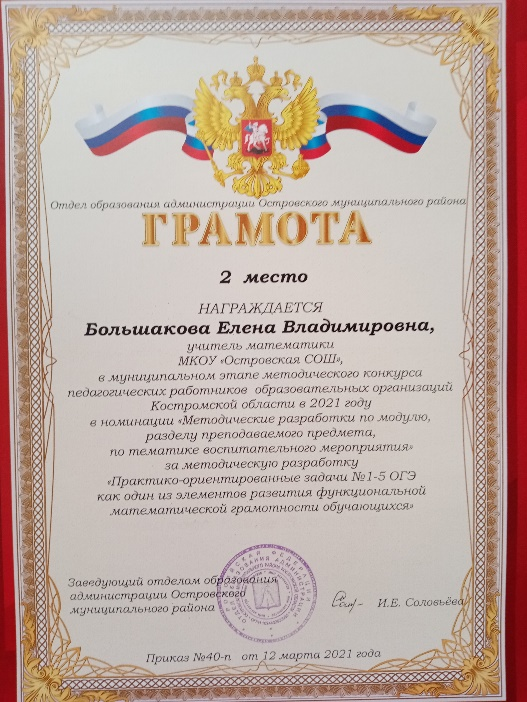 Отдел образования администрации Островского муниципального района
ГРАМОТА
2 место
НАГРАЖДАЕТСЯ
Большакова Елена Владимировна,
учитель математики
МКОУ «Островская СОШ»,
в муниципальном этапе методического конкурса
педагогических работников образовательных организаций
Костромской области в 2021 году
в номинации «Методические разработки по модулю,
разделу преподаваемого предмета,
по тематике воспитательного мероприятия»
за методическую разработку
«Практико-ориентированные задачи №1-5 ОГЭ
как один из элементов развития функциональной
математической грамотности обучающихся»
Заведующий отделом образования
администрации Островского
муниципального района
И.Е. Соловьёва
Приказ №40-п от 12 марта 2021 года